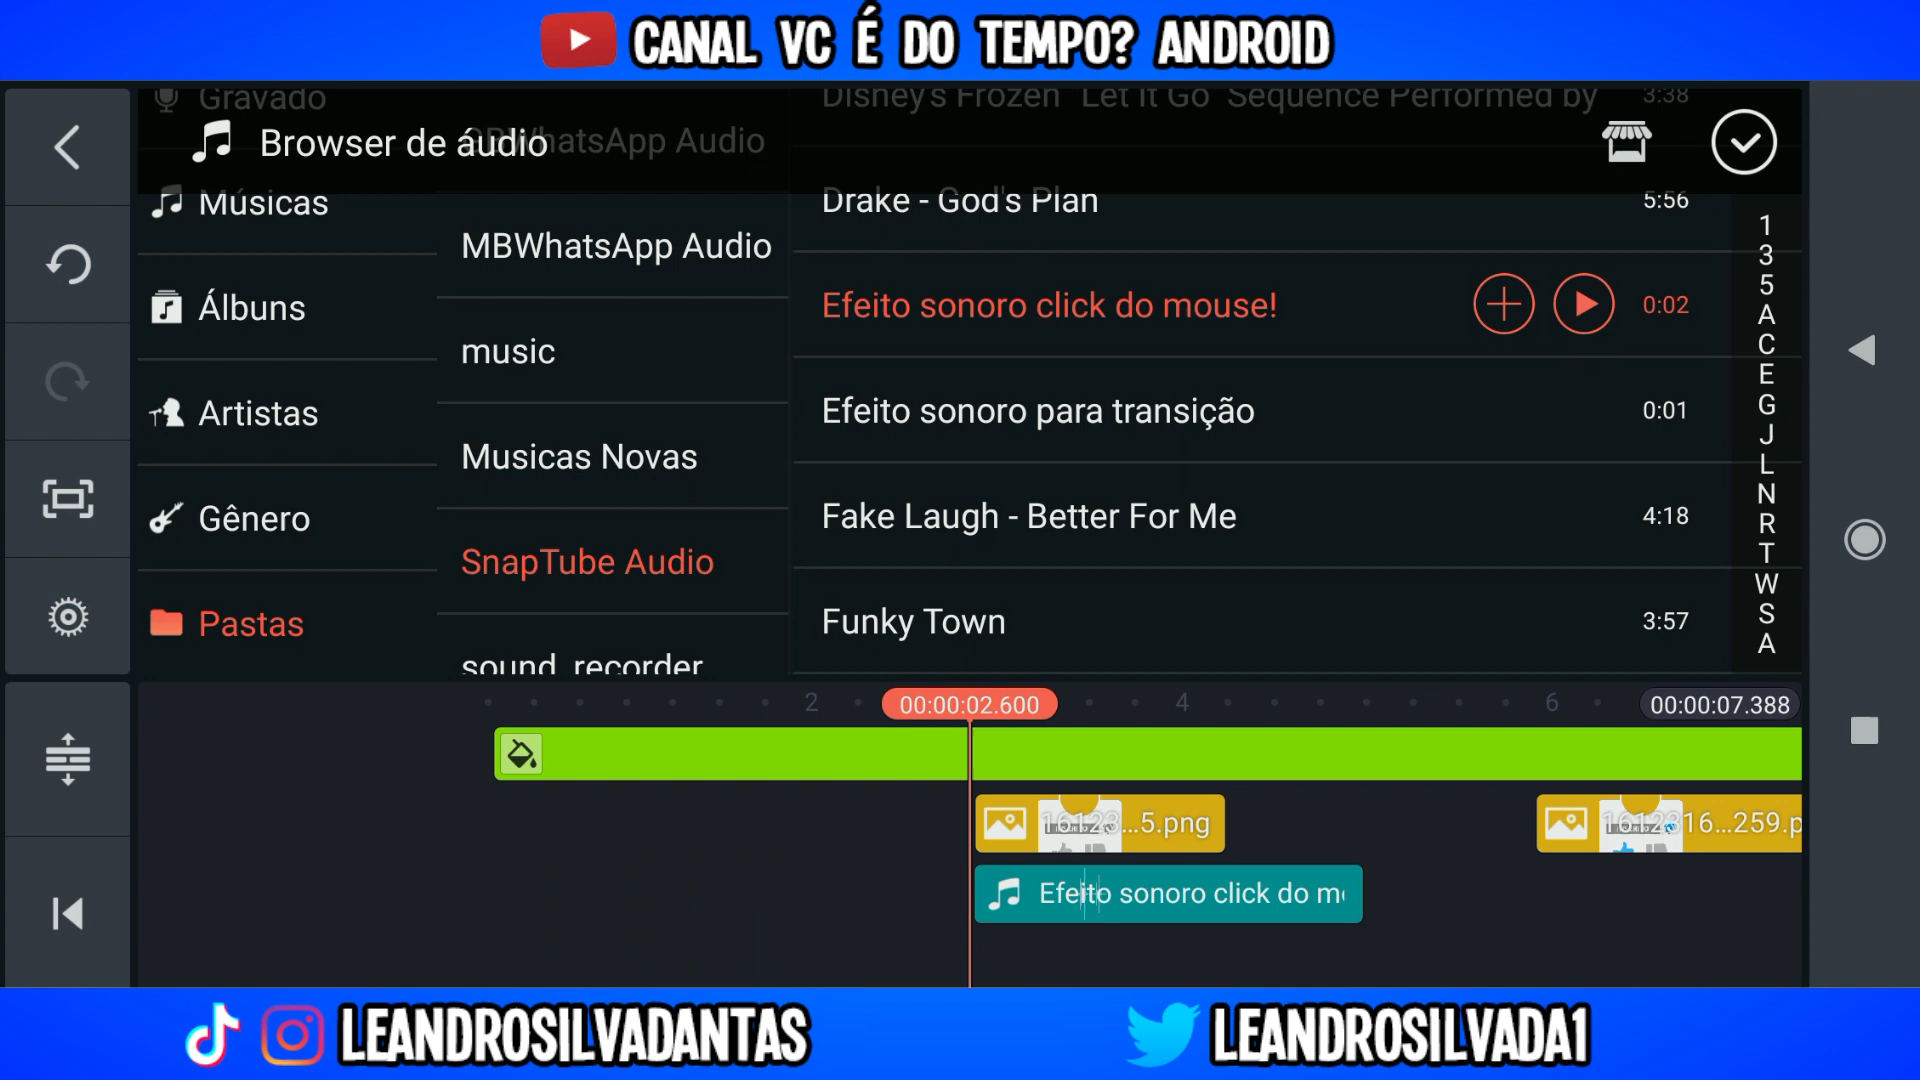 CANAL VC É DO TEMPO? ANDROID
Gravado
Browser de áudio
GBWhatsApp Audio
Disney's Frozen "Let It Go" Sequence Performed by
3:38
Músicas
MBWhatsApp Audio
Drake - God's Plan
5:56
Álbuns
music
Efeito sonoro click do mouse!
0:02
Artistas
Musicas Novas
Efeito sonoro para transição
0:01
Gênero
SnapTube Audio
Fake Laugh - Better For Me
4:18
Pastas
sound_recorder
Funky Town
3:57
1
3
5
A
C
E
G
J
L
N
R
T
W
S
A
2
00:00:02.600
4
6
00:00:07.388
16123...5.png
1612316...259.p
Efeito sonoro click do m
LEANDROSILVADANTAS
LEANDROSILVADA1